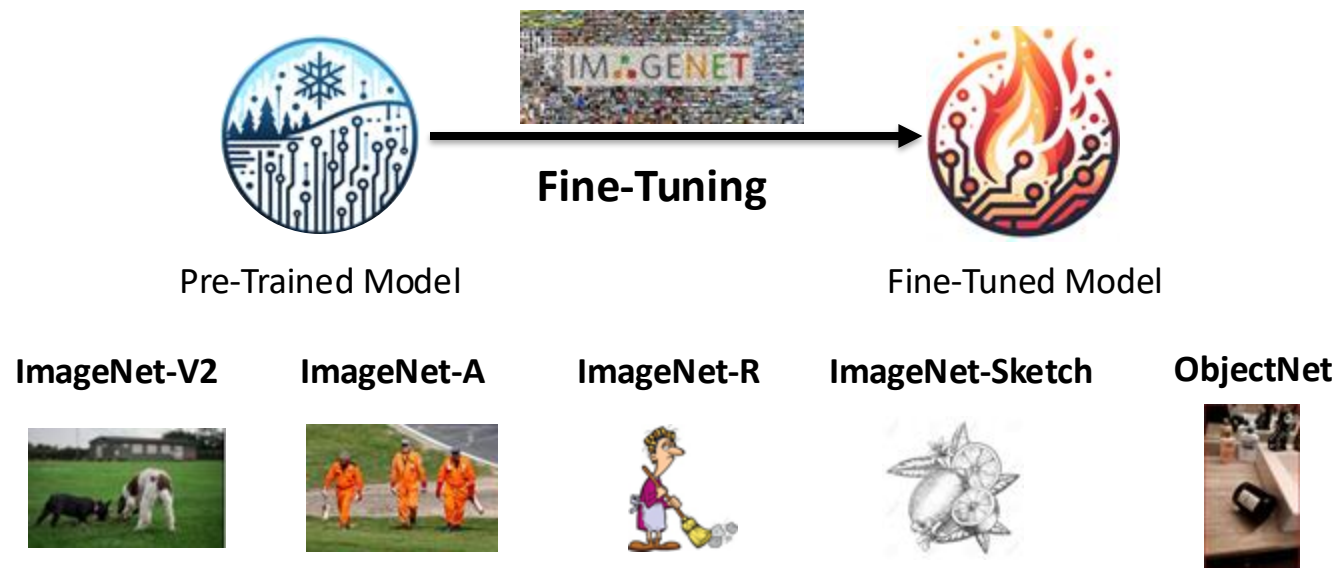 IMAGENET
Fine-Tuning
Pre-Trained Model
Fine-Tuned Model
ImageNet-V2
ImageNet-A
ImageNet-R
ImageNet-Sketch
ObjectNet